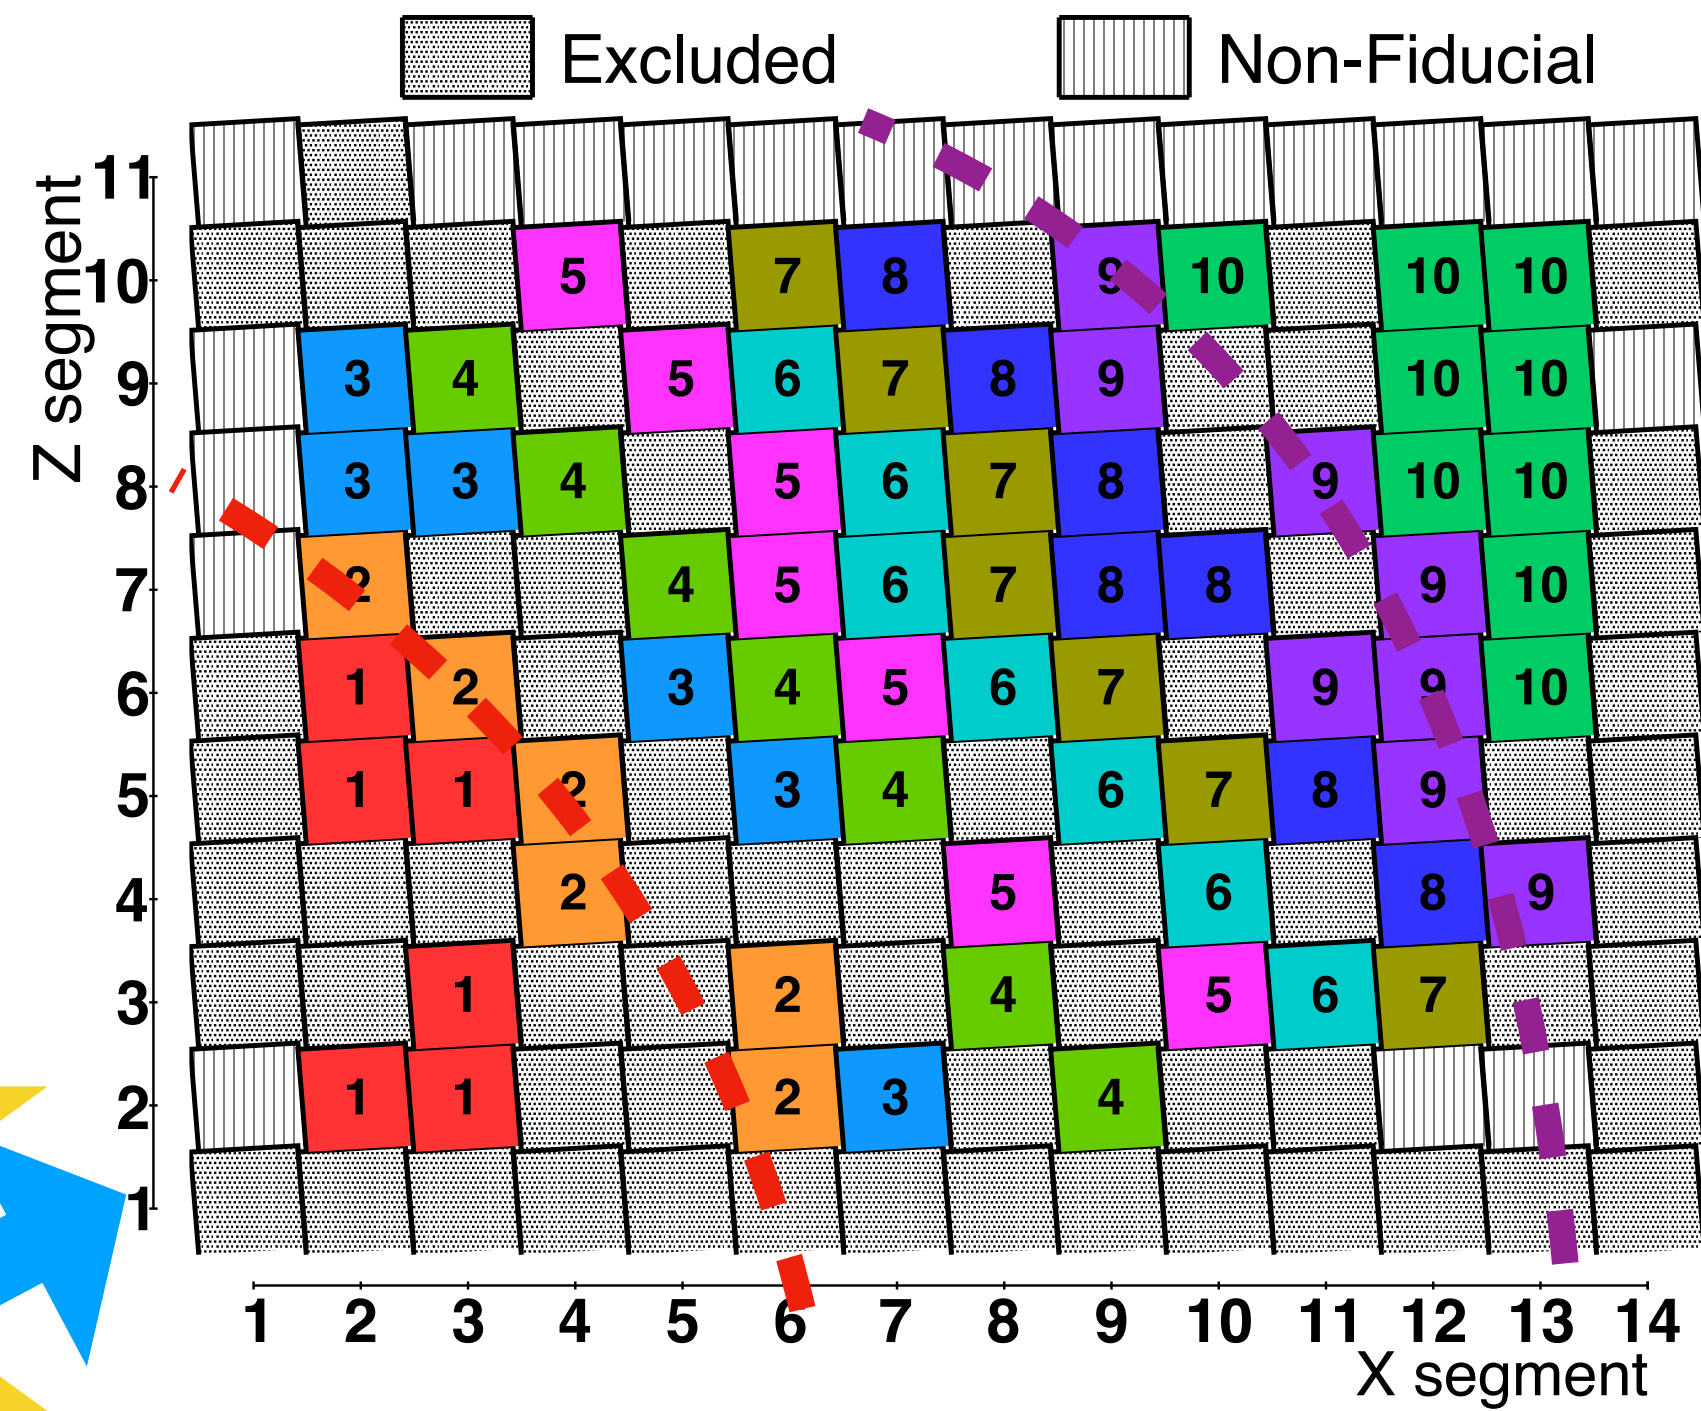 Excluded Non-Fiducial
Z segment
11
10 5 7 8 9 10 10 10
9 3 4 5 6 7 8 9 10 10
8 3 3 4 5 6 7 8 9 10 10
7 2 4 5 6 7 8 8 9 10
6 1 2 3 4 5 6 7 9 9 10
5 1 1 2 3 4 6 7 8 9
4 2 5 6 8 9
3 1 2 4 5 6 7
2 1 1 2 3 4
1
1 2 3 4 5 6 7 8 9 10 11 12 13 14
X segment